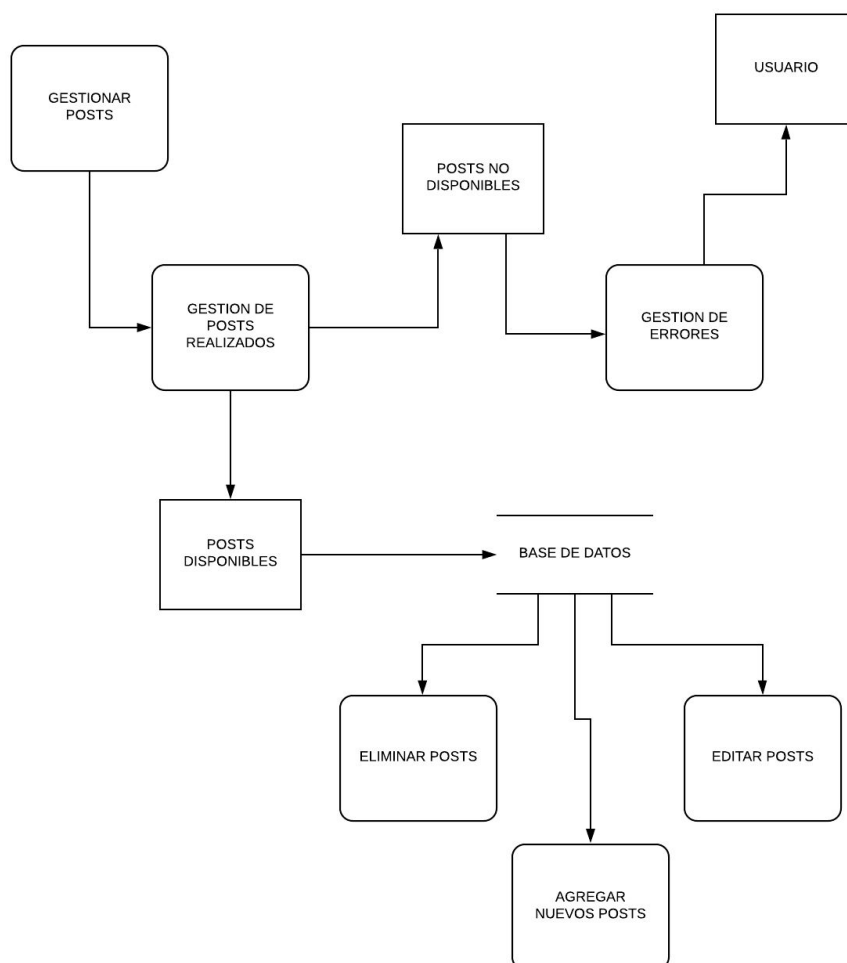 GESTIONAR
POSTS
USUARIO
POSTS NO
DISPONIBLES
GESTION DE
POSTS
REALIZADOS
GESTION DE
ERRORES
POSTS
DISPONIBLES
BASE DE DATOS
ELIMINAR POSTS
EDITAR POSTS
AGREGAR
NUEVOS POSTS